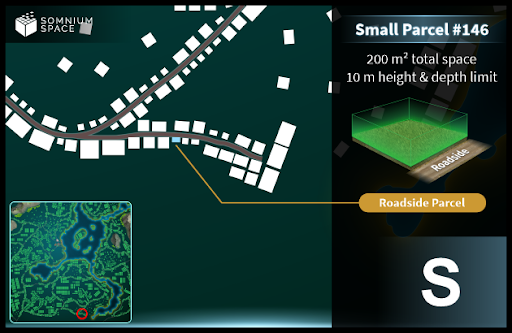 SOMNIUM
SPACE
Small Parcel #146
200 m² total space
10 m height & depth limit
Roadside
Roadside Parcel
S